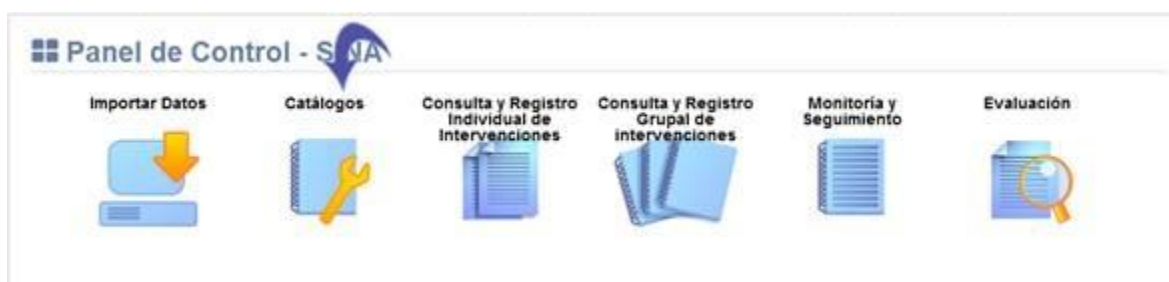 Panel de Control - SINA
Importar Datos
Catálogos
Consulta y Registro
Individual de
Intervenciones
Consulta y Registro
Grupal de
intervenciones
Monitoría y
Seguimiento
Evaluación